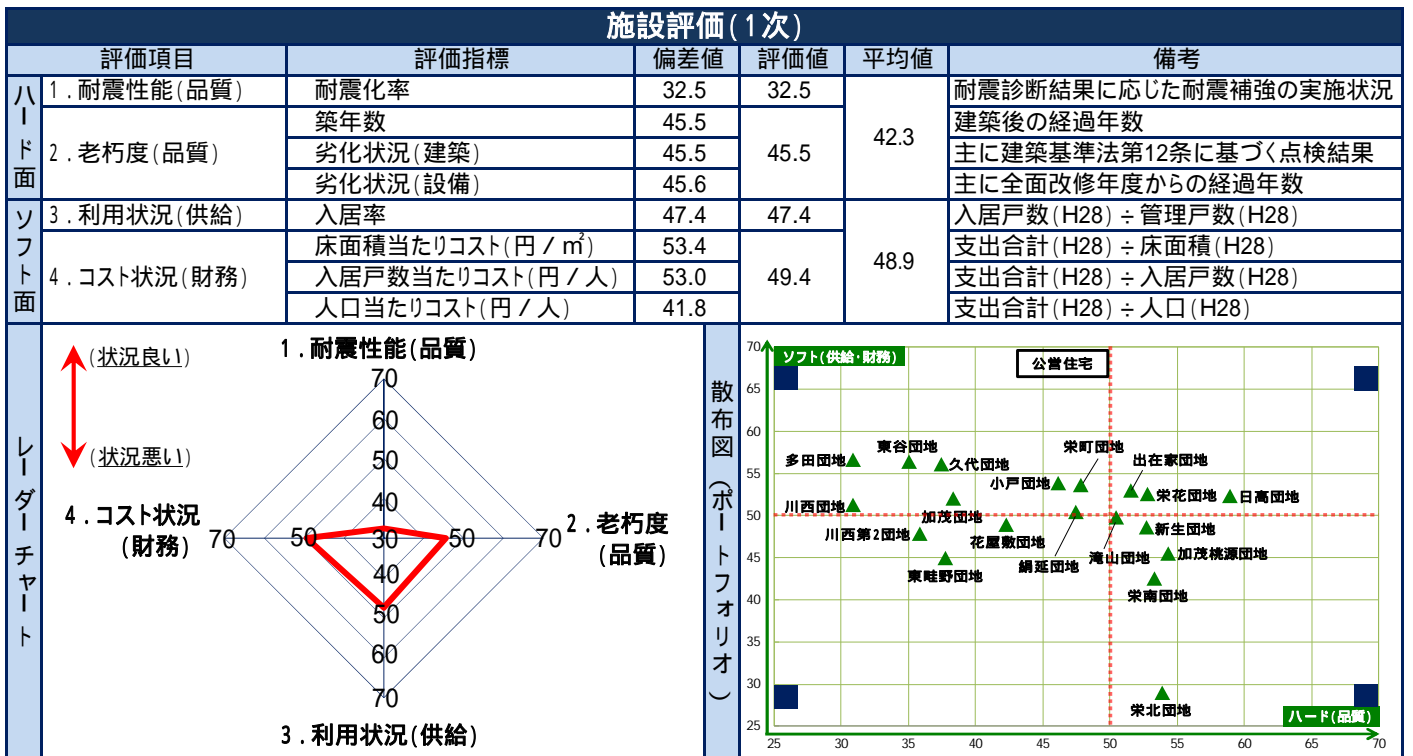 施設評価(1次)
評価項目 評価指標 偏差値 評価値 平均値 備考
ハード面
1.耐震性能(品質) 耐震化率 32.5 32.5 42.3 耐震診断結果に応じた耐震補強の実施状況
2.老朽度(品質) 築年数 45.5 45.5 建築後の経過年数
劣化状況(建築) 45.5 主に建築基準法第12条に基づく点検結果
劣化状況(設備) 45.6 主に全面改修年度からの経過年数
ソフト面
3.利用状況(供給) 入居率 47.4 47.4 48.9 入居戸数(H28)÷管理戸数(H28)
4.コスト状況(財務) 床面積当たりコスト(円/㎡) 53.4 49.4 支出合計(H28)÷床面積(H28)
入居戸数当たりコスト(円/人) 53.0 支出合計(H28)÷入居戸数(H28)
人口当たりコスト(円/人) 41.8 支出合計(H28)÷人口(H28)
レーダーチャート
(状況良い)
(状況悪い)
1.耐震性能(品質)
70
60
50
40
30
2.老朽度
(品質)
50
70
4.コスト状況
(財務)
70
50
40
50
60
70
3.利用状況(供給)
散布図(ポートフォリオ)
ソフト(供給・財務)
公営住宅
70
65
60
55
50
45
40
35
30
25
多田団地
東谷団地
久代団地
栄町団地
出在家団地
小戸団地
栄花団地
日高団地
川西団地
加茂団地
川西第2団地
花屋敷団地
絹延団地
滝山団地
新生団地
東畦野団地
加茂桃源団地
栄南団地
栄北団地
ハード(品質)
25 30 35 40 45 50 55 60 65 70